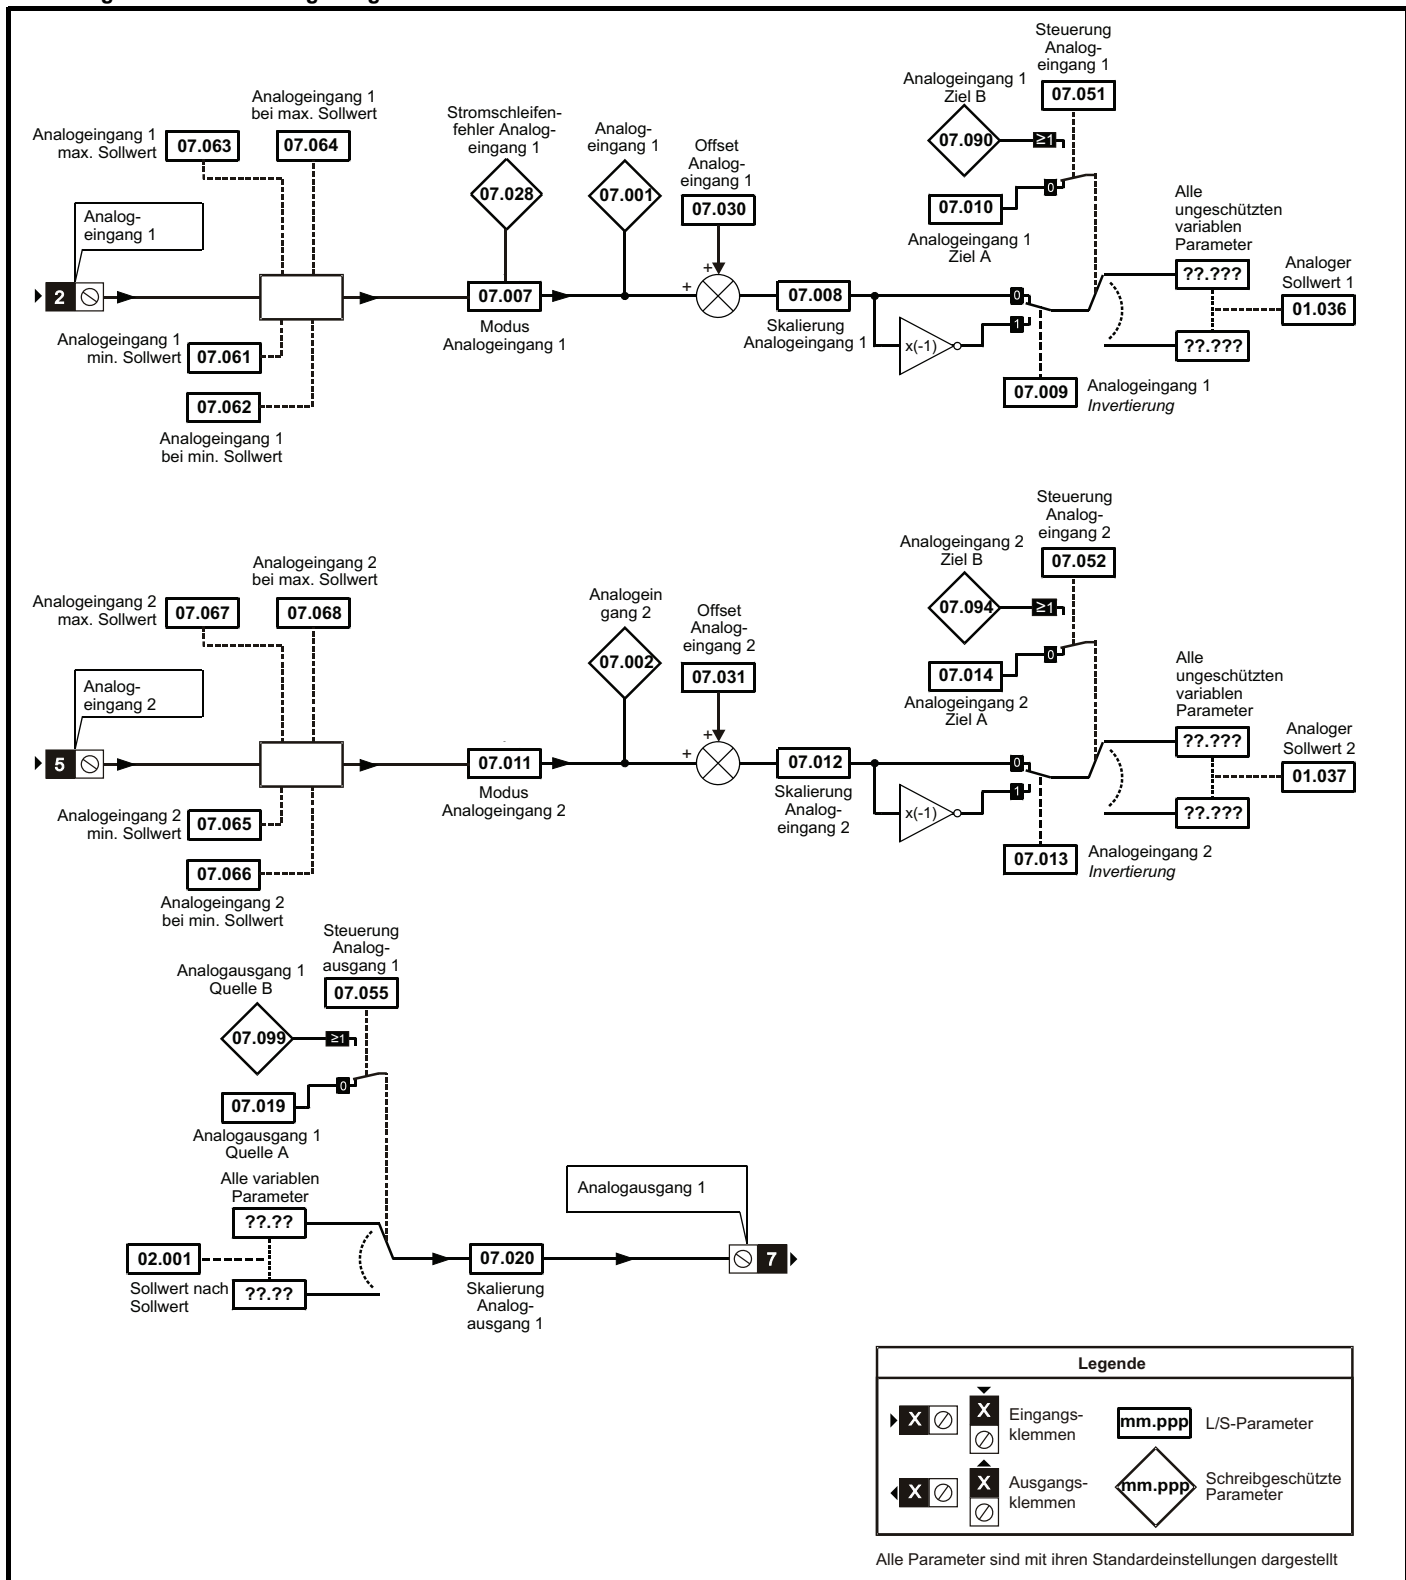 Analogeingang 1
max. Sollwert
07.063
Analogeingang 1
bei max. Sollwert
07.064
Analog-
eingang 1
2
Analogeingang 1
min. Sollwert
07.061
07.062
Analogeingang 1
bei min. Sollwert
Stromschleifen-
fehler Analog-
eingang 1
07.028
07.007
Modus
Analogeingang 1
Analog-
eingang 1
07.001
Offset
Analog-
eingang 1
07.030
+
+
07.008
Skalierung
Analogeingang 1
x(-1)
Analogeingang 1
Ziel B
07.090
≥1
Steuerung
Analog-
eingang 1
07.051
0
07.010
Analogeingang 1
Ziel A
0
1
07.009
Analogeingang 1
Invertierung
Alle
ungeschützten
variablen
Parameter
??.???
??.???
Analoger
Sollwert 1
01.036
Analogeingang 2
max. Sollwert
07.067
Analogeingang 2
bei max. Sollwert
07.068
Analog-
eingang 2
5
Analogeingang 2
min. Sollwert
07.065
07.066
Analogeingang 2
bei min. Sollwert
07.011
Modus
Analogeingang 2
Analogein
gang 2
07.002
Offset
Analog-
eingang 2
07.031
+
+
07.012
Skalierung
Analog-
eingang 2
x(-1)
Analogeingang 2
Ziel B
07.094
≥1
Steuerung
Analog-
eingang 2
07.052
0
07.014
Analogeingang 2
Ziel A
0
1
07.013
Analogeingang 2
Invertierung
Alle
ungeschützten
variablen
Parameter
??.???
??.???
Analoger
Sollwert 2
01.037
Analogausgang 1
Quelle B
07.099
≥1
Steuerung
Analog-
ausgang 1
07.055
0
07.019
Analogausgang 1
Quelle A
Alle variablen
Parameter
??.??
02.001
Sollwert nach
Sollwert
??.??
07.020
Skalierung
Analog-
ausgang 1
Analogausgang 1
7
Legende
X
X
Eingangs-
klemmen
mm.ppp
L/S-Parameter
X
X
Ausgangs-
klemmen
mm.ppp
Schreibgeschützte
Parameter
Alle Parameter sind mit ihren Standardeinstellungen dargestellt